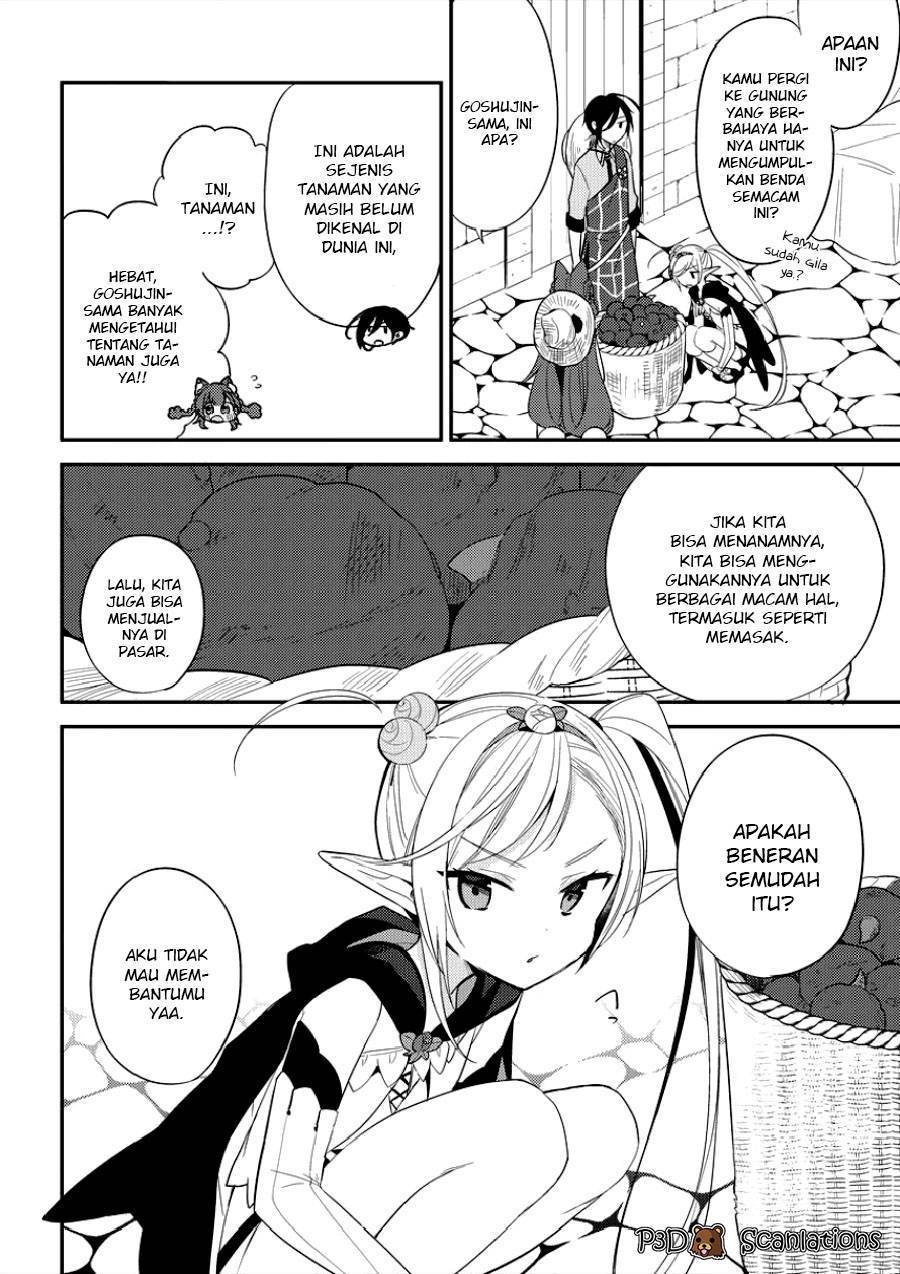 APAAN
INI?
KAMU PERGI
KE GUNUNG
YANG BER-
BAHAYA HA-
NYA UNTUK
MENGUMPUL-
KAN BENDA
SEMACAM
INI?
Kamu
sudah gila
ya?
GOSHUJIN-
SAMA, INI
APA?
INI ADALAH
SEJENIS
TANAMAN YANG
MASIH BELUM
DIKENAL DI
DUNIA INI,
INI,
TANAMAN
...!?
HEBAT,
GOSHUJIN-
SAMA BANYAK
MENGETAHUI
TENTANG TA-
NAMAN JUGA
YA!!
JIKA KITA
BISA MENANAMNYA,
KITA BISA MENG-
GUNAKANNYA UNTUK
BERBAGAI MACAM HAL,
TERMASUK SEPERTI
MEMASAK.
LALU, KITA
JUGA BISA
MENJUAL-
NYA DI
PASAR.
APAKAH
BENERAN
SEMUDAH
ITU?
AKU TIDAK
MAU MEM-
BANTUMU
YAA.
P3D Scanlations